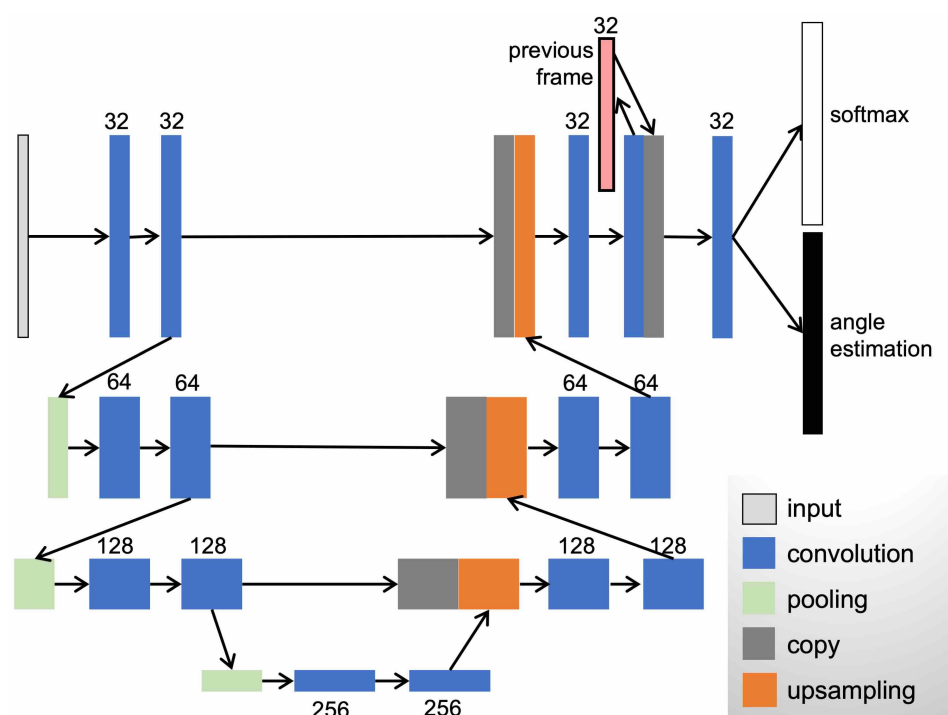 32
previous
frame
32
32
32
32
softmax
angle
estimation
64
64
64
64
128
128
128
128
256
256
input
convolution
pooling
copy
upsampling